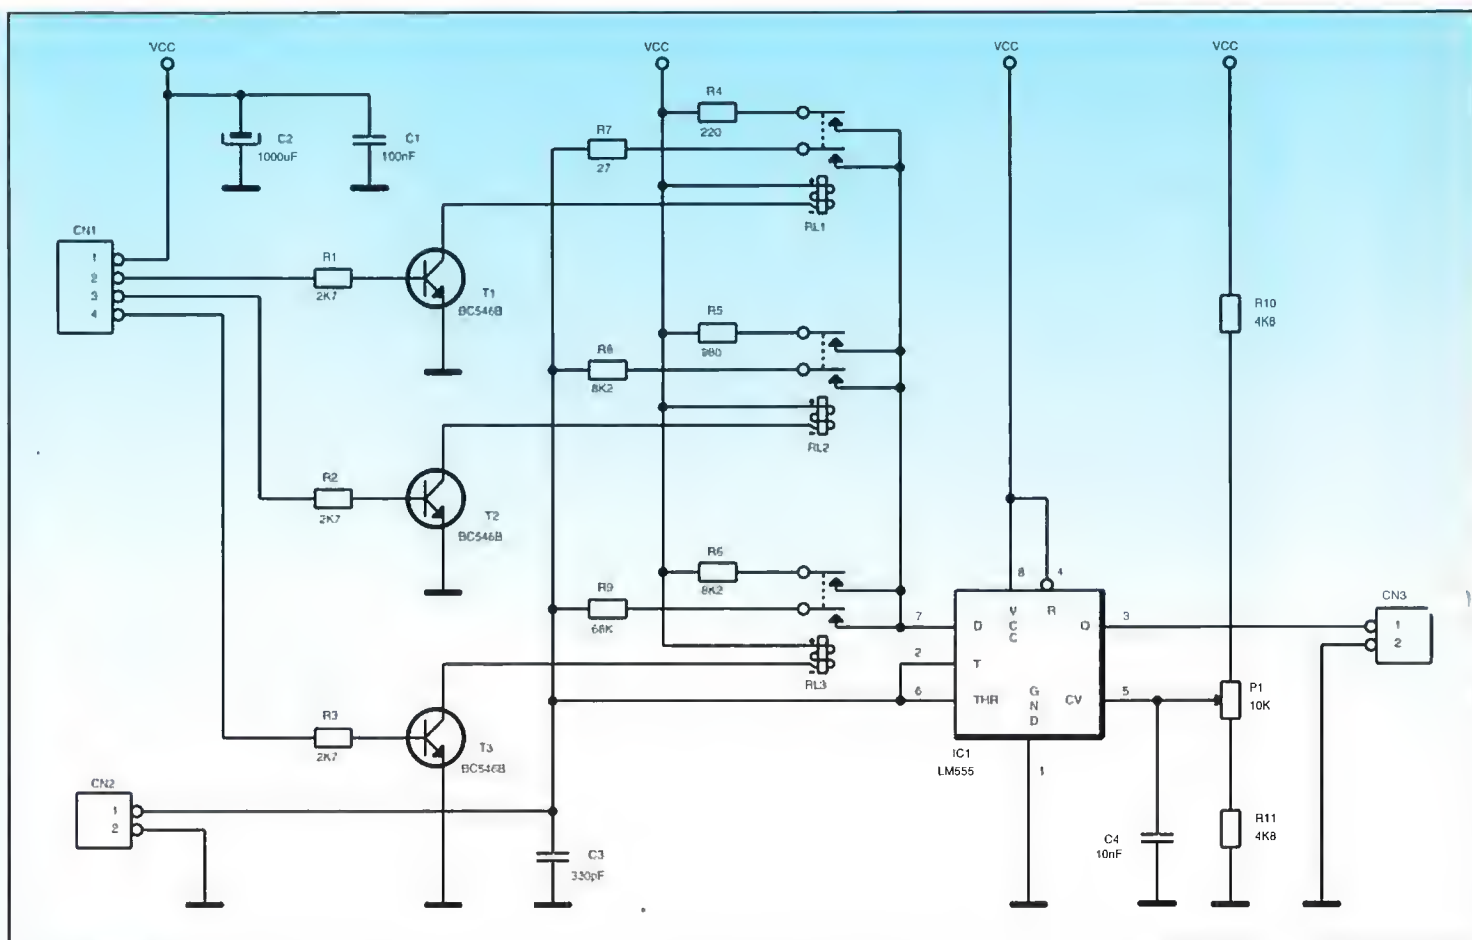 VCC
VCC
VCC
VCC
C2
1000uF
C1
100nF
R4
220
R7
27
RL1
CN1
1
2
3
4
R1
2K7
T1
BC546B
R5
980
R8
8K2
RL2
R10
4K8
R2
2K7
T2
BC546B
R6
8K2
R9
68K
RL3
8
4
V
C
C
R
7
D
Q
3
2
T
6
THR
G
N
D
CV
5
CN3
1
2
P1
10K
IC1
LM555
1
R3
2K7
T3
BC546B
CN2
1
2
C3
330pF
C4
10nF
R11
4K8